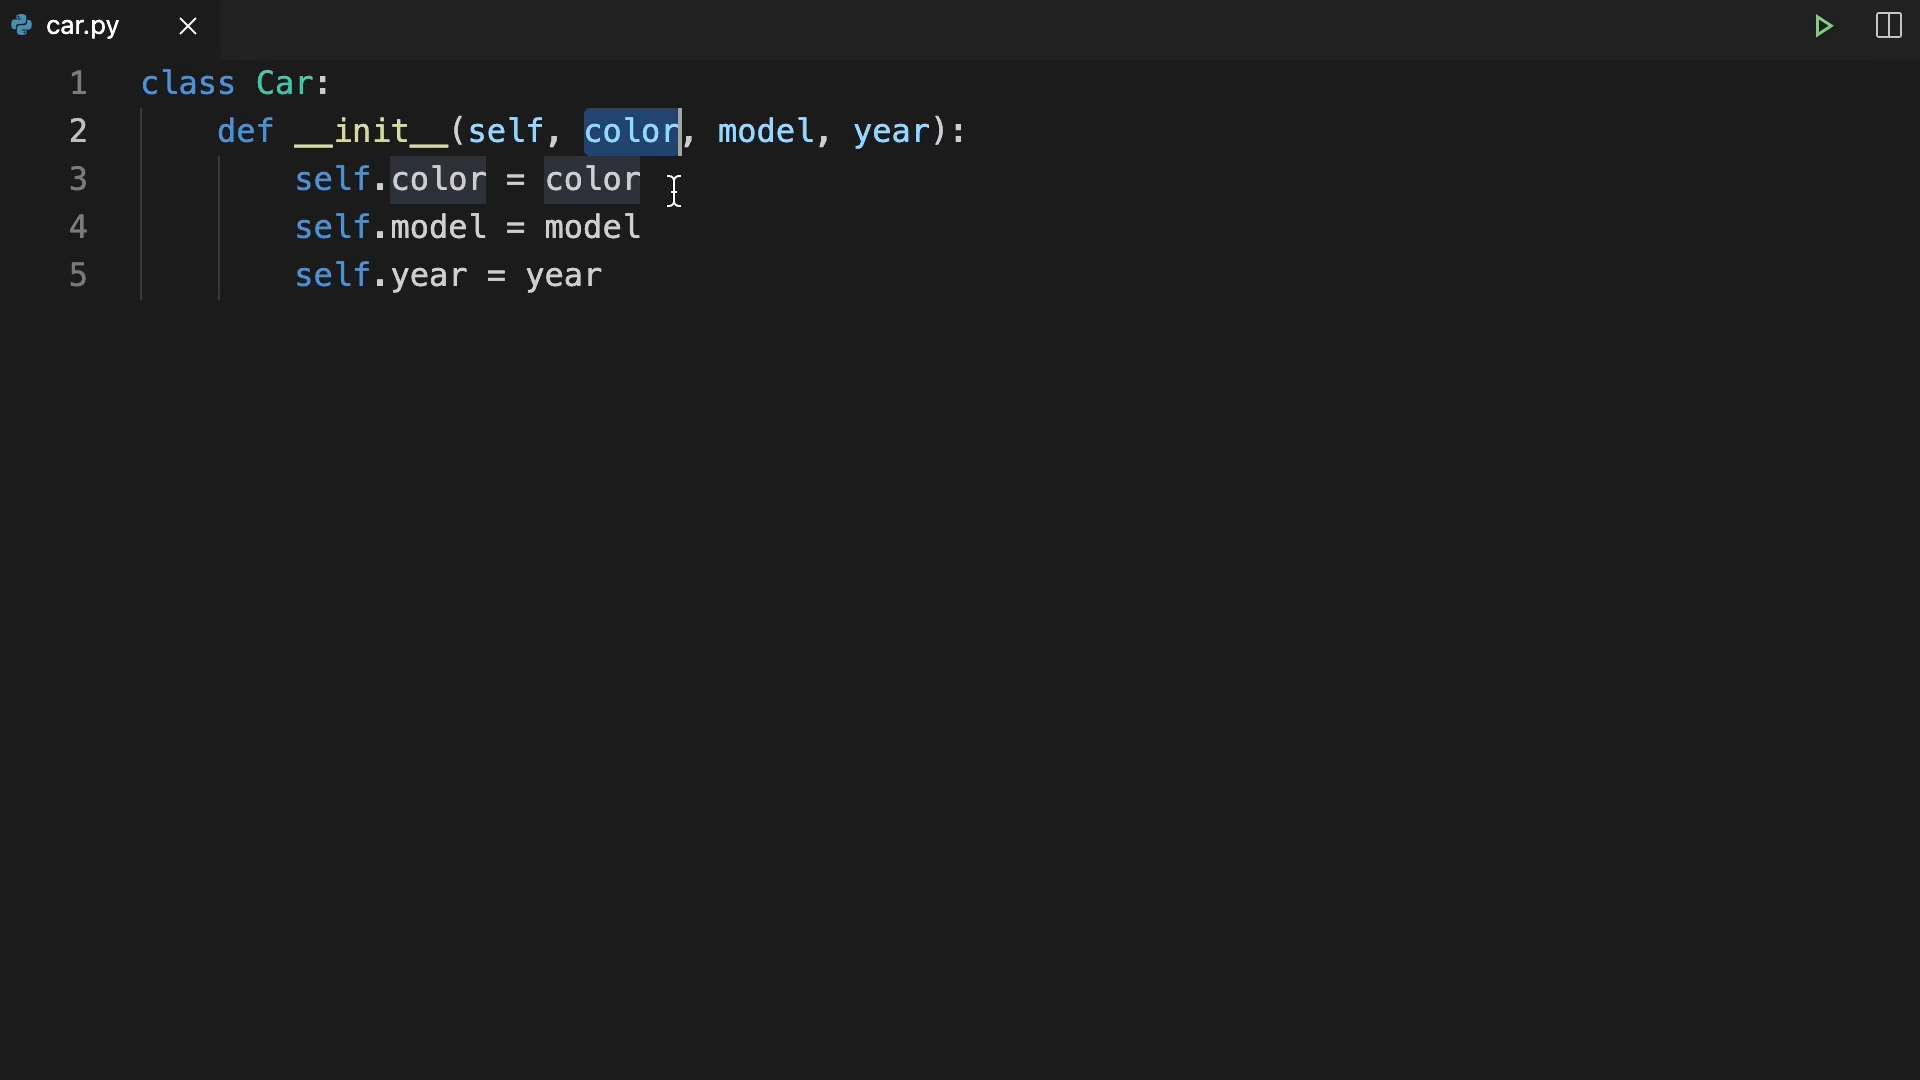 car.py
1 class Car:
2 def __init__(self, color, model, year):
3 self.color = color
4 self.model = model
5 self.year = year